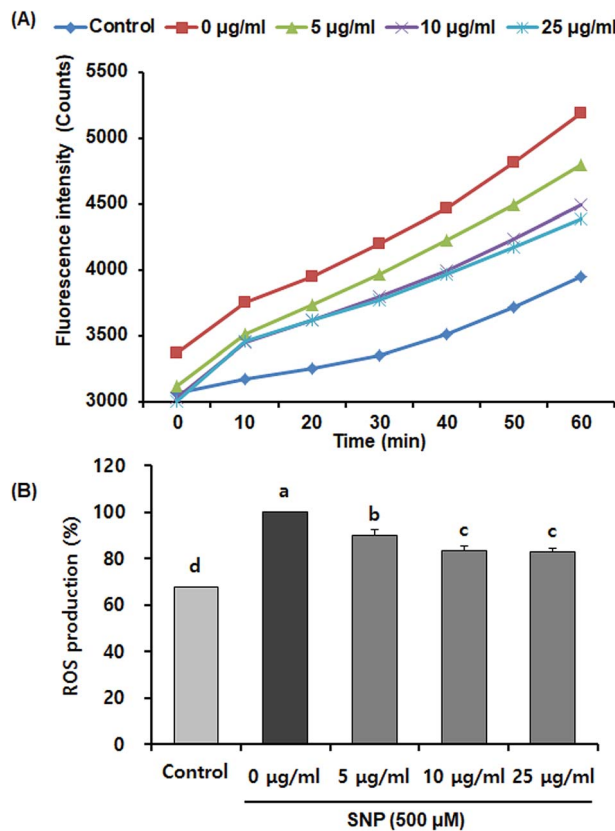 (A)
Control 0 µg/ml 5 µg/ml 10 µg/ml 25 µg/ml
Fluorescence intensity (Counts)
5500
5000
4500
4000
3500
3000
0 10 20 30 40 50 60
Time (min)
(B)
ROS production (%)
120
100
80
60
40
20
0
d a b c c
Control 0 µg/ml 5 µg/ml 10 µg/ml 25 µg/ml
SNP (500 µM)